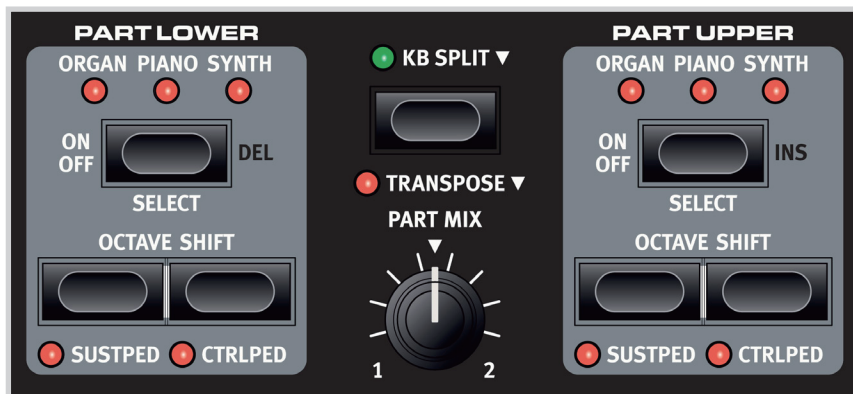 PART LOWER
ORGAN PIANO SYNTH
ON
OFF
DEL
SELECT
OCTAVE SHIFT
SUSTPED CTRLPED
KB SPLIT ▼
TRANSPOSE ▼
PART MIX
1 2
PART UPPER
ORGAN PIANO SYNTH
ON
OFF
INS
SELECT
OCTAVE SHIFT
SUSTPED CTRLPED